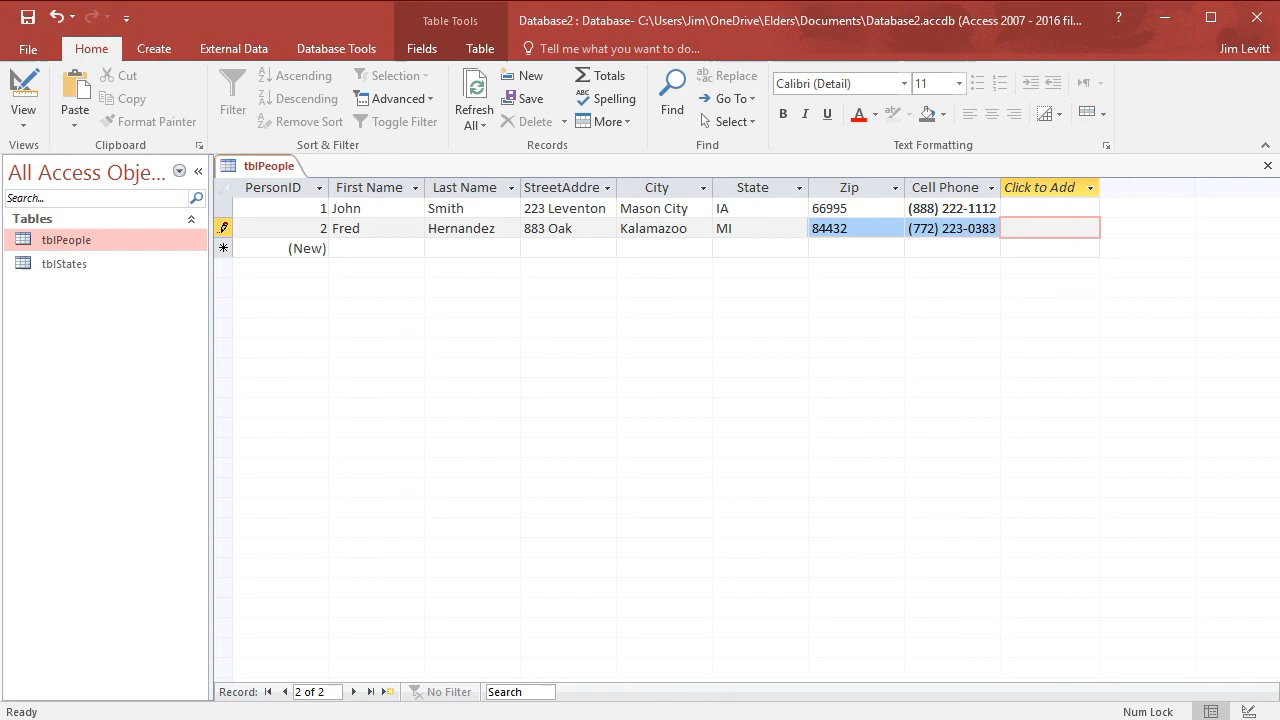 Table Tools
Database2 : Database- C:\Users\Jim\OneDrive\Elders\Documents\Database2.accdb (Access 2007 - 2016 fil...
?
File Home Create External Data Database Tools Fields Table Tell me what you want to do... Jim Levitt
View
Views
Paste
Cut
Copy
Format Painter
Clipboard
Filter
Ascending
Descending
Remove Sort
Selection
Advanced
Toggle Filter
Sort & Filter
Refresh
All
New
Save
Delete
Totals
Spelling
More
Records
Find
Replace
Go To
Select
Find
Calibri (Detail) 11
B I U A
Text Formatting
All Access Obje...
Search...
Tables
tblPeople
tblStates
tblPeople
PersonID First Name Last Name StreetAddre City State Zip Cell Phone Click to Add
1 John Smith 223 Leventon Mason City IA 66995 (888) 222-1112
2 Fred Hernandez 883 Oak Kalamazoo MI 84432 (772) 223-0383
(New)
Record: 2 of 2 No Filter Search
Ready Num Lock